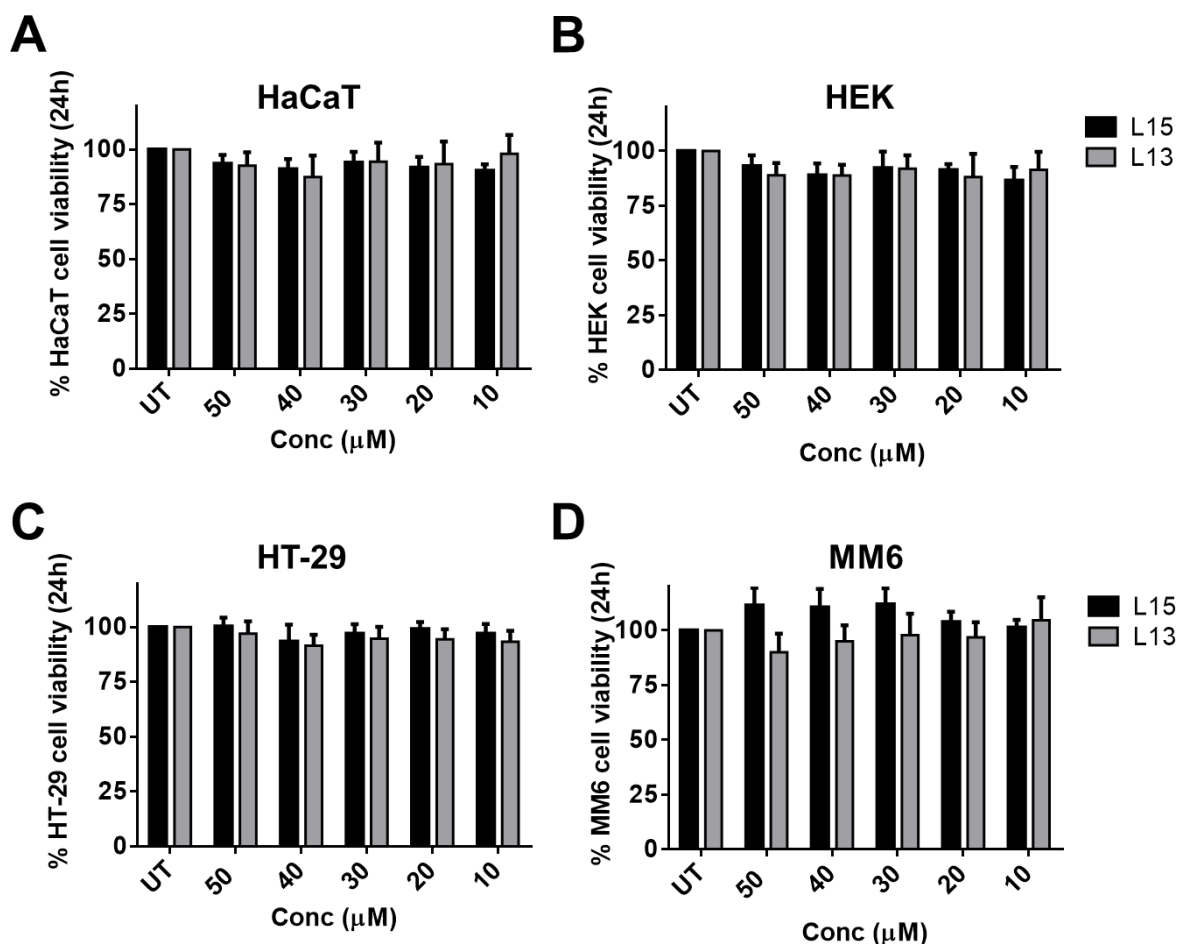 A
HaCaT
% HaCaT cell viability (24h)
100
75
50
25
0
UT
50
40
30
20
10
Conc (μM)
B
HEK
% HEK cell viability (24h)
100
75
50
25
0
UT
50
40
30
20
10
Conc (μM)
L15
L13
C
HT-29
% HT-29 cell viability (24h)
100
75
50
25
0
UT
50
40
30
20
10
Conc (μM)
D
MM6
% MM6 cell viability (24h)
100
75
50
25
0
UT
50
40
30
20
10
Conc (μM)
L15
L13